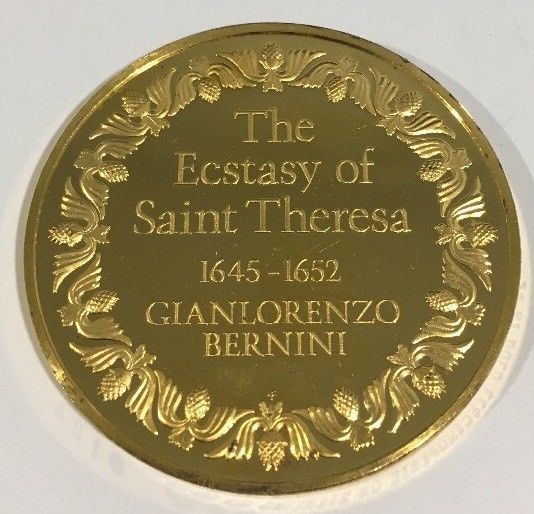 The
Ecstasy of
Saint Theresa
1645-1652
GIANLORENZO
BERNINI